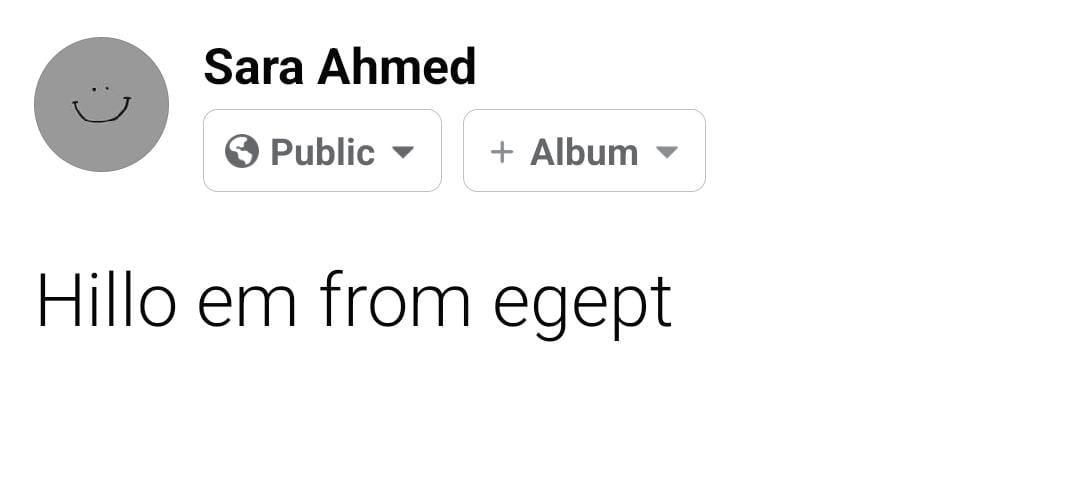 Sara Ahmed
Public + Album
Hillo em from egept